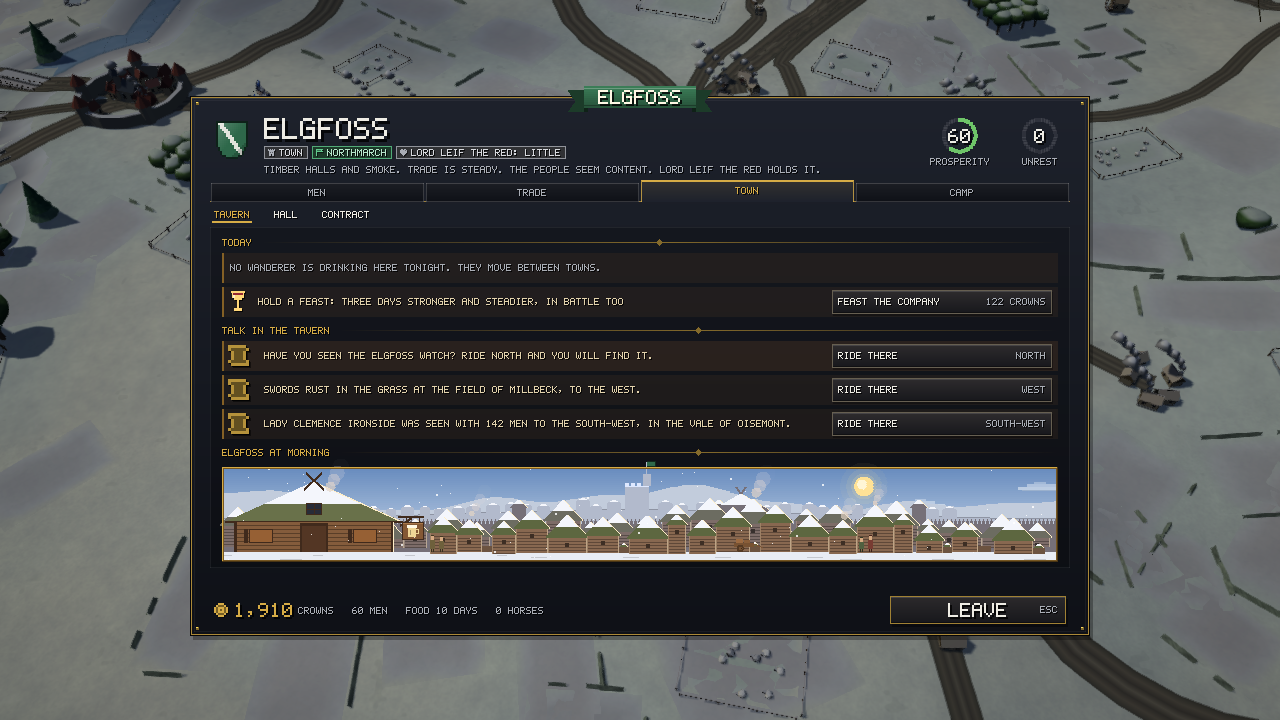 ELGFOSS
ELGFOSS
TOWN NORTHMARCH LORD LEIF THE RED: LITTLE
TIMBER HALLS AND SMOKE. TRADE IS STEADY. THE PEOPLE SEEM CONTENT. LORD LEIF THE RED HOLDS IT.
60 PROSPERITY
0 UNREST
MEN TRADE TOWN CAMP
TAVERN HALL CONTRACT
TODAY
NO WANDERER IS DRINKING HERE TONIGHT. THEY MOVE BETWEEN TOWNS.
HOLD A FEAST: THREE DAYS STRONGER AND STEADIER, IN BATTLE TOO FEAST THE COMPANY 122 CROWNS
TALK IN THE TAVERN
HAVE YOU SEEN THE ELGFOSS WATCH? RIDE NORTH AND YOU WILL FIND IT. RIDE THERE NORTH
SWORDS RUST IN THE GRASS AT THE FIELD OF MILLBECK, TO THE WEST. RIDE THERE WEST
LADY CLEMENCE IRONSIDE WAS SEEN WITH 142 MEN TO THE SOUTH-WEST, IN THE VALE OF OISEMONT. RIDE THERE SOUTH-WEST
ELGFOSS AT MORNING
1,910 CROWNS 60 MEN FOOD 10 DAYS 0 HORSES LEAVE ESC